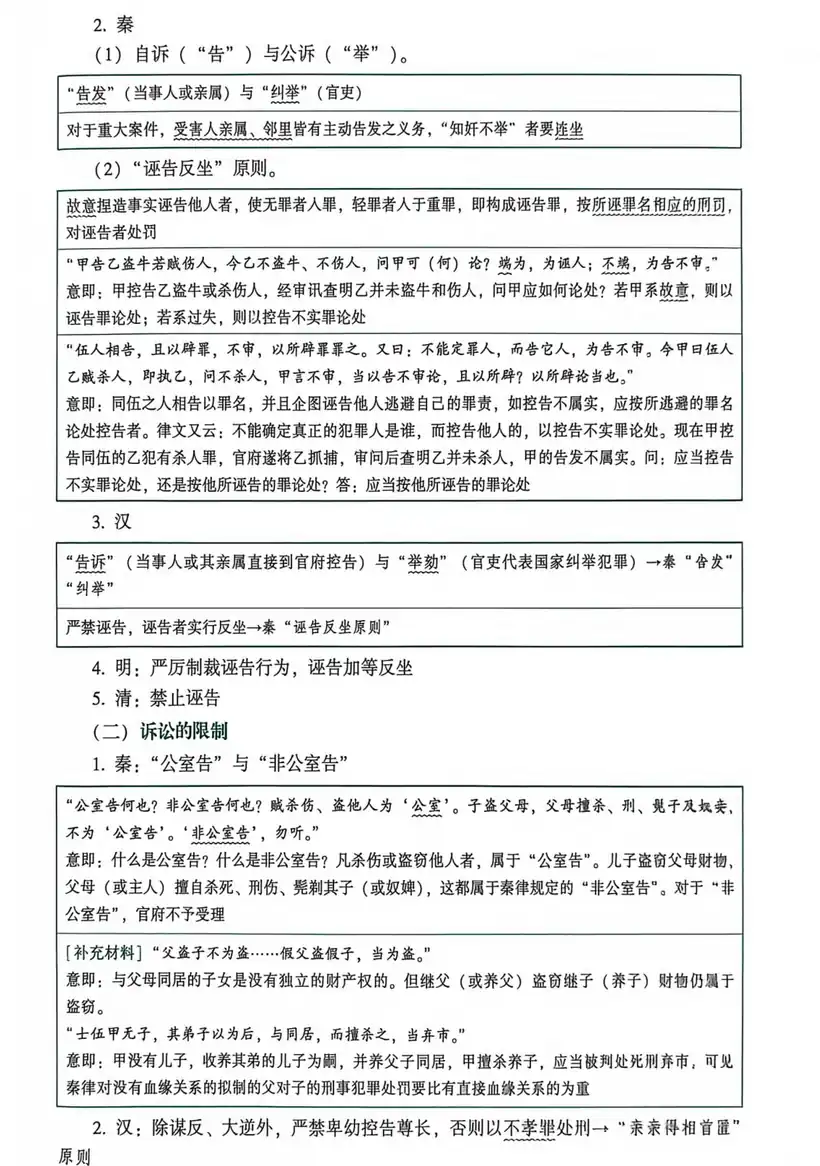 2. 秦
（1）自诉（“告”）与公诉（“举”）。
“告发”（当事人或亲属）与“纠举”（官吏）
对于重大案件，受害人亲属、邻里皆有主动告发之义务，“知奸不举”者要连坐
（2）“诬告反坐”原则。
故意捏造事实诬告他人者，使无罪者入罪，轻罪者入于重罪，即构成诬告罪，按所诬罪名相应的刑罚，
对诬告者处罚
“甲告乙盗牛若贼伤人，今乙不盗牛、不伤人，问甲可（何）论？端为，为诬人；不端，为告不审。”
意即：甲控告乙盗牛或杀伤人，经审讯查明乙并未盗牛和伤人，问甲应如何论处？若甲系故意，则以
诬告罪论处；若系过失，则以控告不实罪论处
“伍人相告，且以辟罪，不审，以所辟罪罪之。又曰：不能定罪人，而告它人，为告不审。今甲曰伍人
乙贼杀人，即执乙，问不杀人，甲言不审，当以告不审论，且以所辟？以所辟论当也。”
意即：同伍之人相告以罪名，并且企图诬告他人逃避自己的罪责，如控告不属实，应按所逃避的罪名
论处控告者。律文又云：不能确定真正的犯罪人是谁，而控告他人的，以控告不实罪论处。现在甲控
告同伍的乙犯有杀人罪，官府遂将乙抓捕，审问后查明乙并未杀人，甲的告发不属实。问：应当控告
不实罪论处，还是按他所诬告的罪论处？答：应当按他所诬告的罪论处
3. 汉
“告诉”（当事人或其亲属直接到官府控告）与“举劾”（官吏代表国家纠举犯罪）→秦“告发”
“纠举”
严禁诬告，诬告者实行反坐→秦“诬告反坐原则”
4. 明：严厉制裁诬告行为，诬告加等反坐
5. 清：禁止诬告
（二）诉讼的限制
1. 秦：“公室告”与“非公室告”
“公室告何也？非公室告何也？贼杀伤、盗他人为‘公室’。子盗父母，父母擅杀、刑、髡子及奴妾，
不为‘公室告’。‘非公室告’，勿听。”
意即：什么是公室告？什么是非公室告？凡杀伤或盗窃他人者，属于“公室告”。儿子盗窃父母财物，
父母（或主人）擅自杀死、刑伤、髡剃其子（或奴婢），这都属于秦律规定的“非公室告”。对于“非
公室告”，官府不予受理
［补充材料］“父盗子不为盗……假父盗假子，当为盗。”
意即：与父母同居的子女是没有独立的财产权的。但继父（或养父）盗窃继子（养子）财物仍属于
盗窃。
“士伍甲无子，其弟子以为后，与同居，而擅杀之，当弃市。”
意即：甲没有儿子，收养其弟的儿子为嗣，并养父子同居，甲擅杀养子，应当被判处死刑弃市。可见
秦律对没有血缘关系的拟制的父对子的刑事犯罪处罚要比有直接血缘关系的为重
2. 汉：除谋反、大逆外，严禁卑幼控告尊长，否则以不孝罪处刑→“亲亲得相首匿”
原则